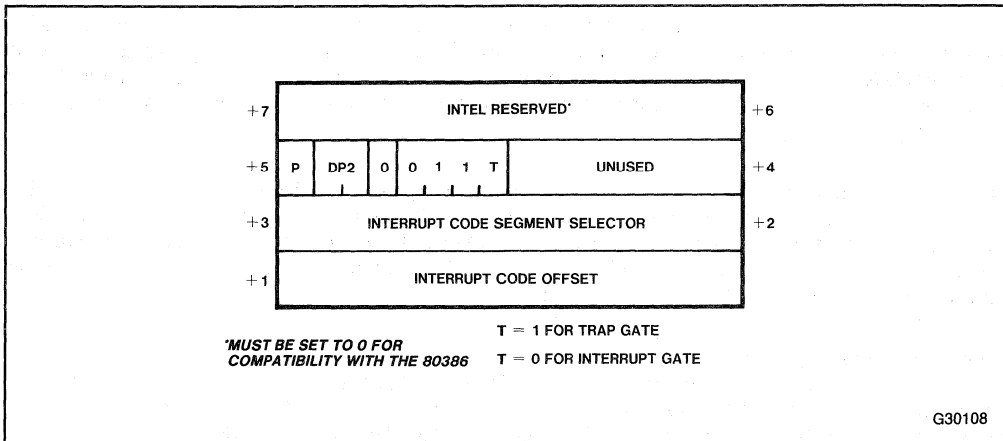 +7 INTEL RESERVED* +6
+5 P DP2 0 0 1 1 T UNUSED +4
+3 INTERRUPT CODE SEGMENT SELECTOR +2
+1 INTERRUPT CODE OFFSET
T = 1 FOR TRAP GATE
*MUST BE SET TO 0 FOR
COMPATIBILITY WITH THE 80386
T = 0 FOR INTERRUPT GATE
G30108